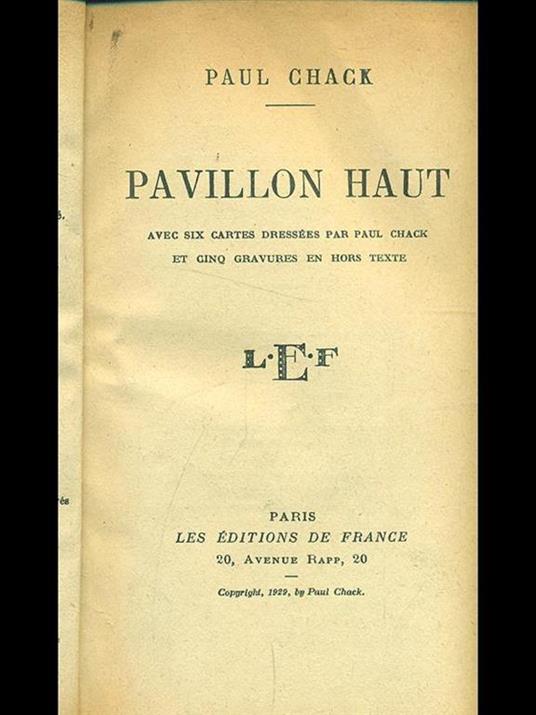 PAUL CHACK
PAVILLON HAUT
AVEC SIX CARTES DRESSÉES PAR PAUL CHACK
ET CINQ GRAVURES EN HORS TEXTE
L·E·F
PARIS
LES ÉDITIONS DE FRANCE
20, AVENUE RAPP, 20
Copyright, 1929, by Paul Chack.